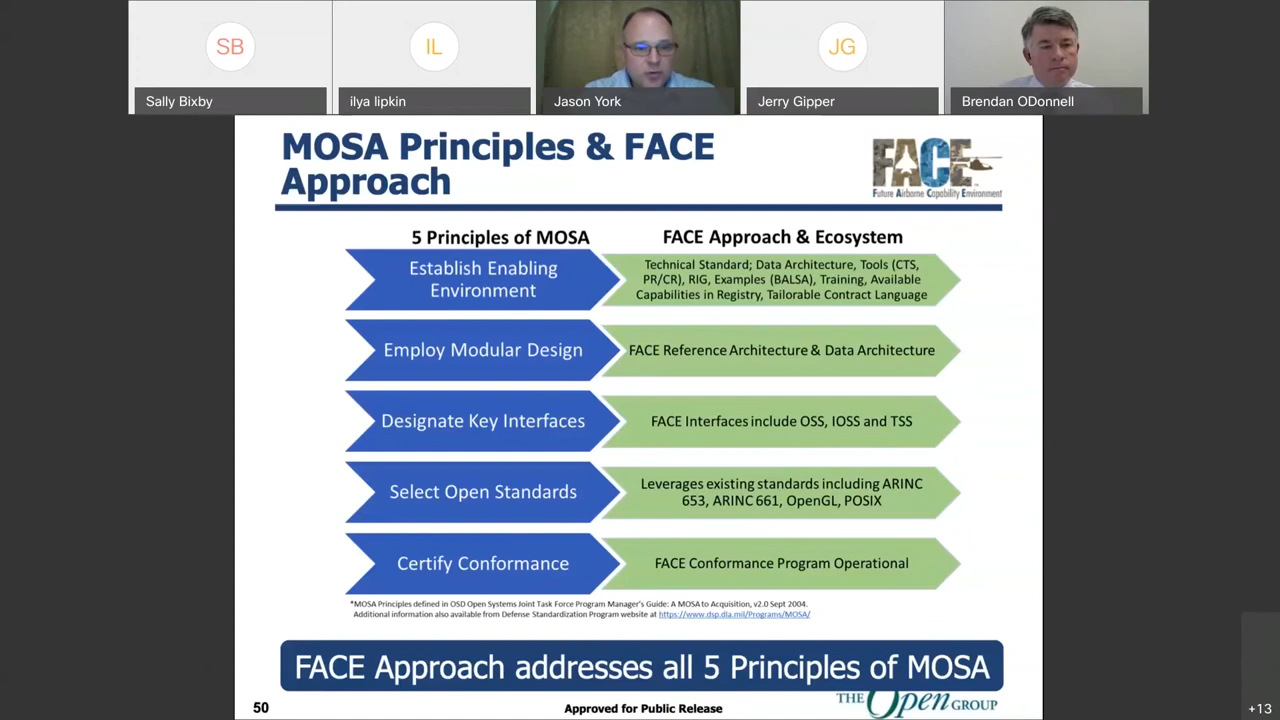 SB
IL
JG
Sally Bixby
ilya lipkin
Jason York
Jerry Gipper
Brendan ODonnell
MOSA Principles & FACE
Approach
FACE
Future Airborne Capability Environment
5 Principles of MOSA
FACE Approach & Ecosystem
Establish Enabling
Environment
Technical Standard; Data Architecture, Tools (CTS,
PR/CR), RIG, Examples (BALSA), Training, Available
Capabilities in Registry, Tailorable Contract Language
Employ Modular Design
FACE Reference Architecture & Data Architecture
Designate Key Interfaces
FACE Interfaces include OSS, IOSS and TSS
Select Open Standards
Leverages existing standards including ARINC
653, ARINC 661, OpenGL, POSIX
Certify Conformance
FACE Conformance Program Operational
*MOSA Principles defined in OSD Open Systems Joint Task Force Program Manager's Guide: A MOSA to Acquisition, v2.0 Sept 2004.
Additional information also available from Defense Standardization Program website at https://www.dsp.dla.mil/Programs/MOSA/
FACE Approach addresses all 5 Principles of MOSA
50
Approved for Public Release
THE Open GROUP
+13